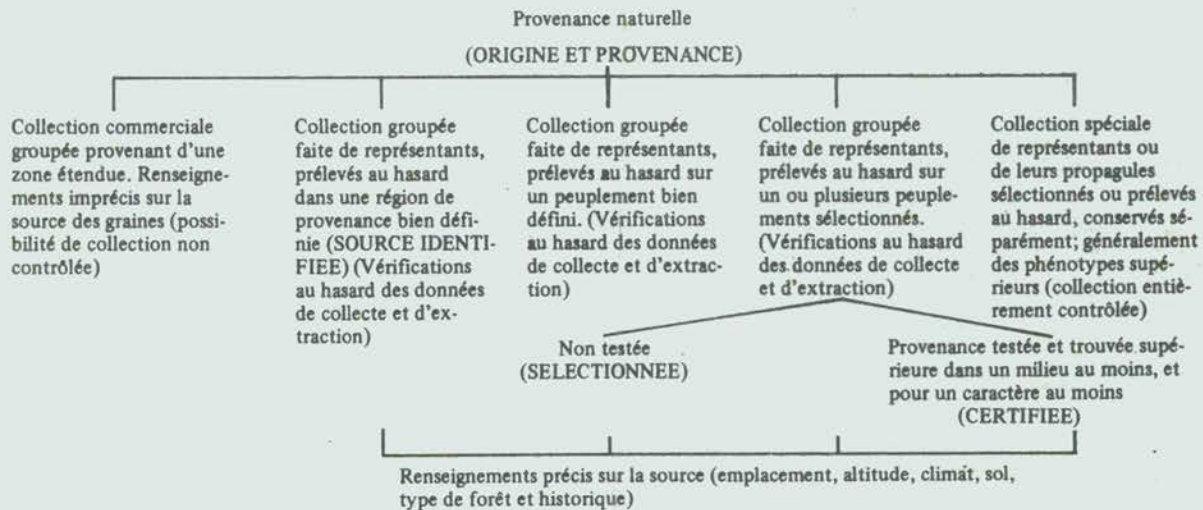 Provenance naturelle
(ORIGINE ET PROVENANCE)
Collection commerciale
groupée provenant d'une
zone étendue. Renseigne-
ments imprécis sur la
source des graines (possi-
bilité de collection non
contrôlée)
Collection groupée
faite de représentants,
prélevés au hasard
dans une région de
provenance bien défi-
nie (SOURCE IDENTI-
FIEE) (Vérifications
au hasard des données
de collecte et d'ex-
traction)
Collection groupée
faite de représentants,
prélevés au hasard sur
un peuplement bien
défini. (Vérifications
au hasard des données
de collecte et d'extrac-
tion)
Collection groupée
faite de représentants,
prélevés au hasard sur
un ou plusieurs peuple-
ments sélectionnés.
(Vérifications au hasard
des données de collecte
et d'extraction)
Collection spéciale
de représentants ou
de leurs propagules
sélectionnés ou prélevés
au hasard, conservés sé-
parément; généralement
des phénotypes supé-
rieurs (collection entiè-
rement contrôlée)
Non testée
(SELECTIONNEE)
Provenance testée et trouvée supé-
rieure dans un milieu au moins, et
pour un caractère au moins
(CERTIFIEE)
Renseignements précis sur la source (emplacement, altitude, climat, sol,
type de forêt et historique)